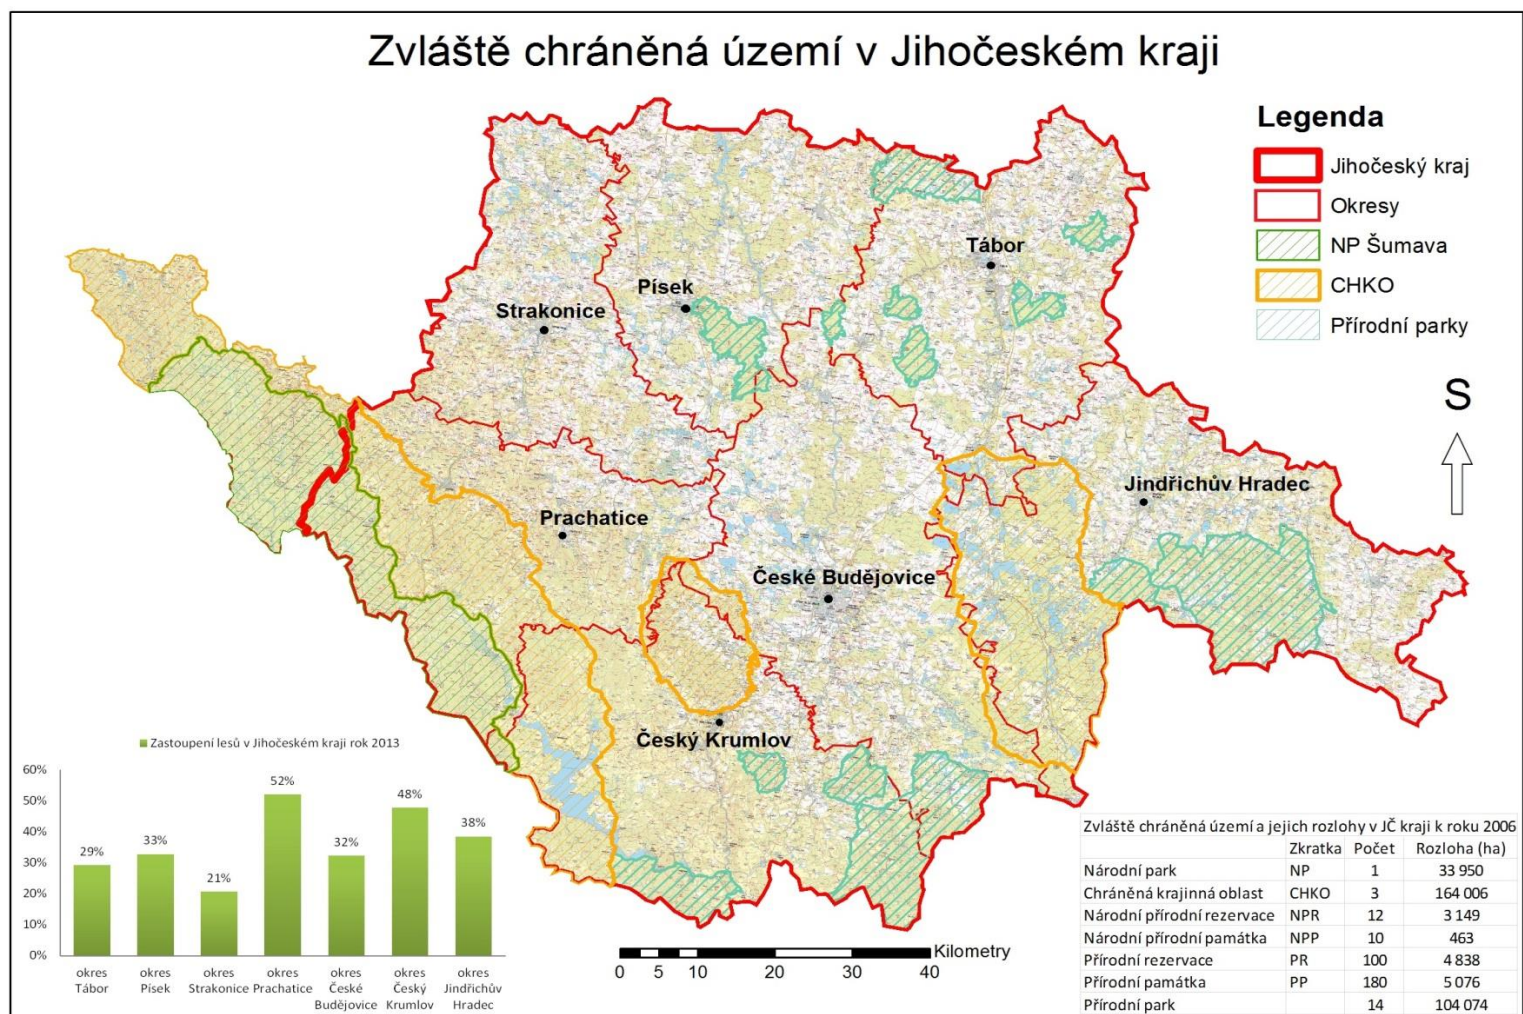 Zvláště chráněná území v Jihočeském kraji
Legenda
Jihočeský kraj
Okresy
NP Šumava
CHKO
Přírodní parky
S
Tábor
Písek
Strakonice
Jindřichův Hradec
Prachatice
České Budějovice
Český Krumlov
Zastoupení lesů v Jihočeském kraji rok 2013
60%
50%
40%
30%
20%
10%
0%
29%
33%
21%
52%
32%
48%
38%
okres Tábor
okres Písek
okres Strakonice
okres Prachatice
okres České Budějovice
okres Český Krumlov
okres Jindřichův Hradec
Kilometry
0 5 10 20 30 40
Zvláště chráněná území a jejich rozlohy v JČ kraji k roku 2006
Zkratka Počet Rozloha (ha)
Národní park NP 1 33 950
Chráněná krajinná oblast CHKO 3 164 006
Národní přírodní rezervace NPR 12 3 149
Národní přírodní památka NPP 10 463
Přírodní rezervace PR 100 4 838
Přírodní památka PP 180 5 076
Přírodní park 14 104 074